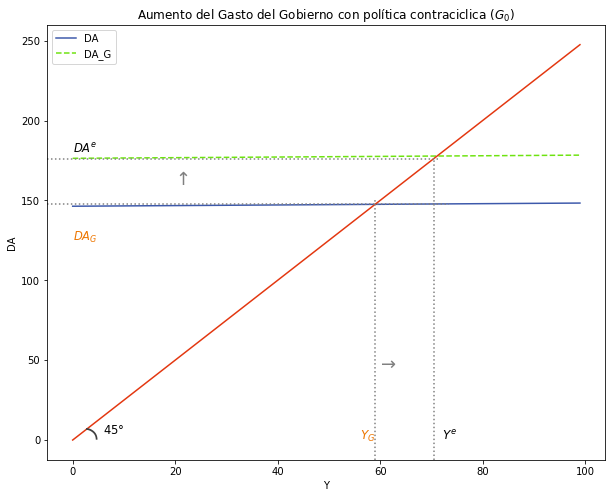 Aumento del Gasto del Gobierno con política contraciclica (G₀)
DA
DA_G
250
200
150
100
50
0
DA
DAᵉ
↑
DA_G
→
45°
Y_G
Yᵉ
0
20
40
60
80
100
Y